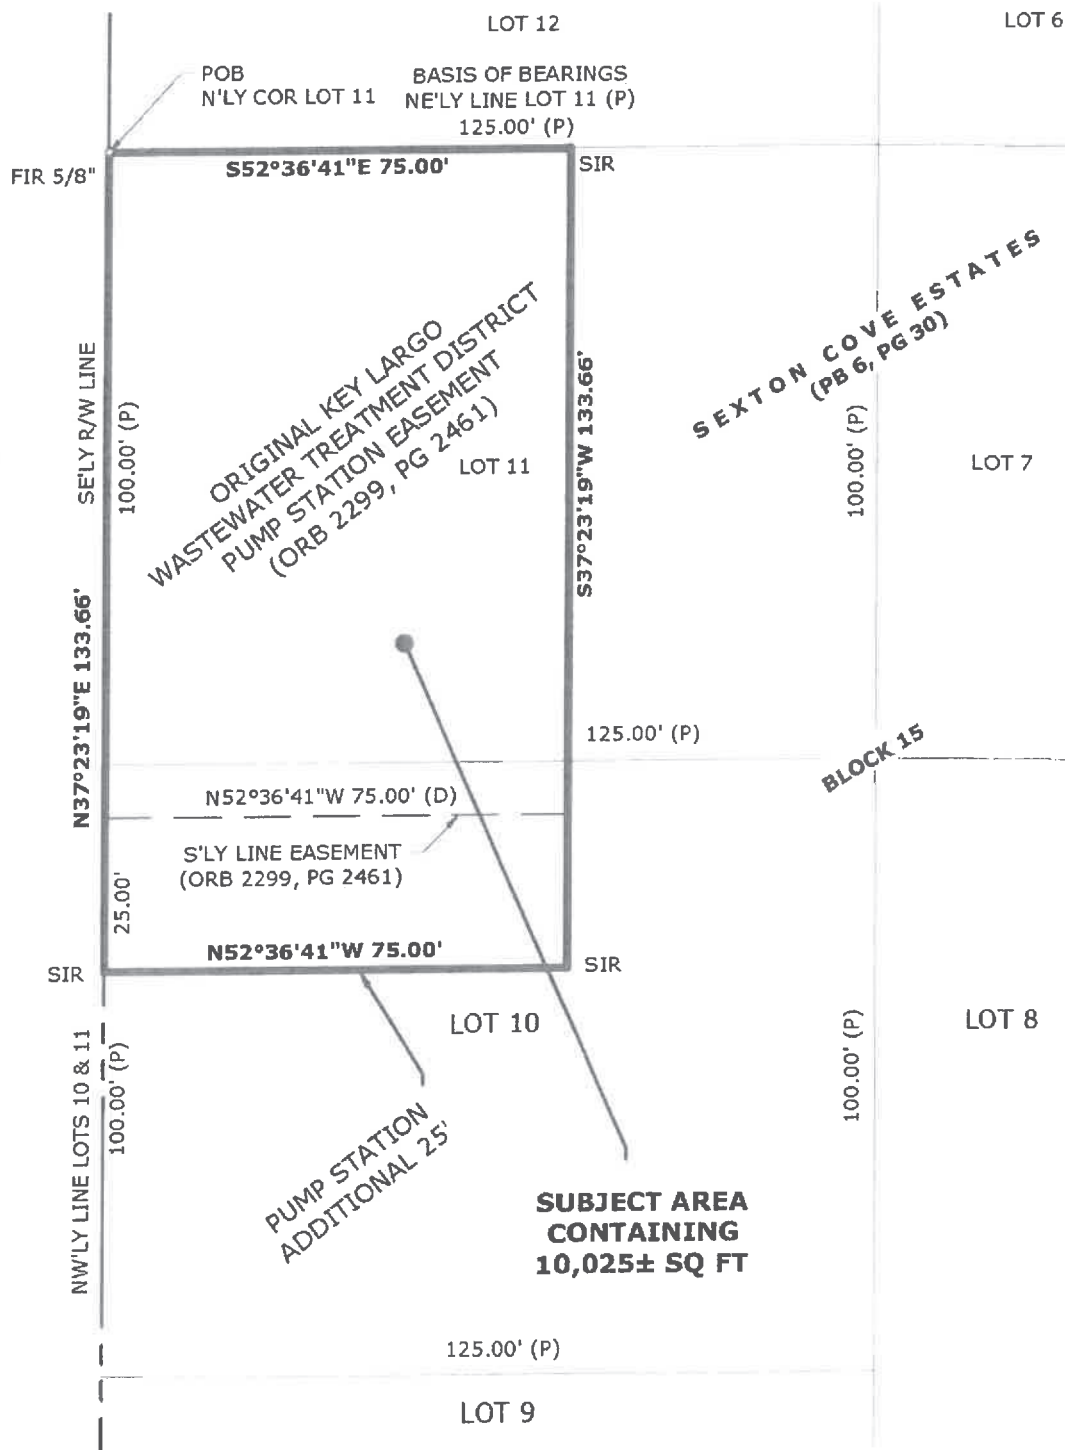 LOT 12
LOT 6
POB
N'LY COR LOT 11
BASIS OF BEARINGS
NE'LY LINE LOT 11 (P)
125.00' (P)
FIR 5/8"
S52°36'41"E 75.00'
SIR
SE'LY R/W LINE
100.00' (P)
ORIGINAL KEY LARGO
WASTEWATER TREATMENT DISTRICT
PUMP STATION EASEMENT
(ORB 2299, PG 2461)
LOT 11
S37°23'19"W 133.66'
SEXTON COVE ESTATES
(PB 6, PG 30)
100.00' (P)
LOT 7
N37°23'19"E 133.66'
125.00' (P)
BLOCK 15
N52°36'41"W 75.00' (D)
S'LY LINE EASEMENT
(ORB 2299, PG 2461)
25.00'
N52°36'41"W 75.00'
SIR
SIR
LOT 10
LOT 8
NW'LY LINE LOTS 10 & 11
100.00' (P)
100.00' (P)
PUMP STATION
ADDITIONAL 25'
SUBJECT AREA
CONTAINING
10,025± SQ FT
125.00' (P)
LOT 9